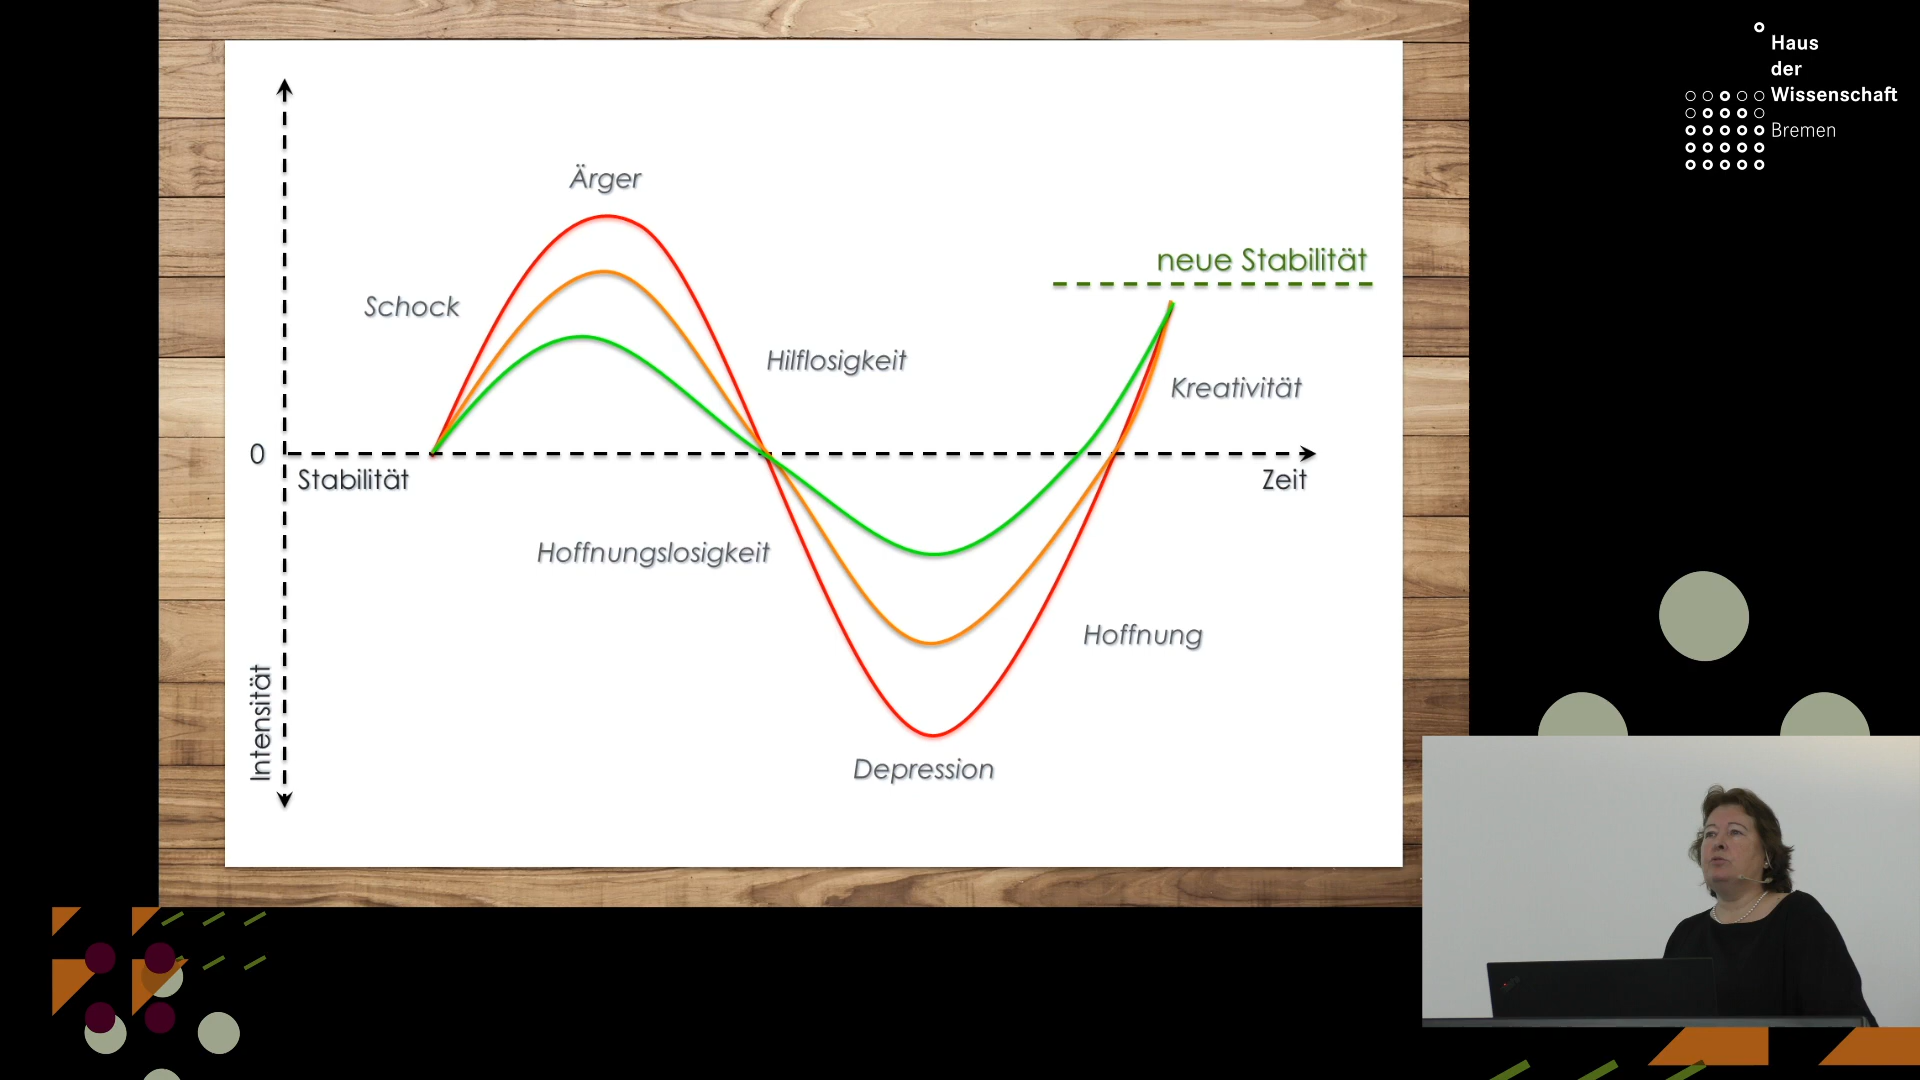 Ärger
neue Stabilität
Schock
Hilflosigkeit
Kreativität
0
Stabilität
Zeit
Hoffnungslosigkeit
Hoffnung
Intensität
Depression
Haus
der
Wissenschaft
Bremen